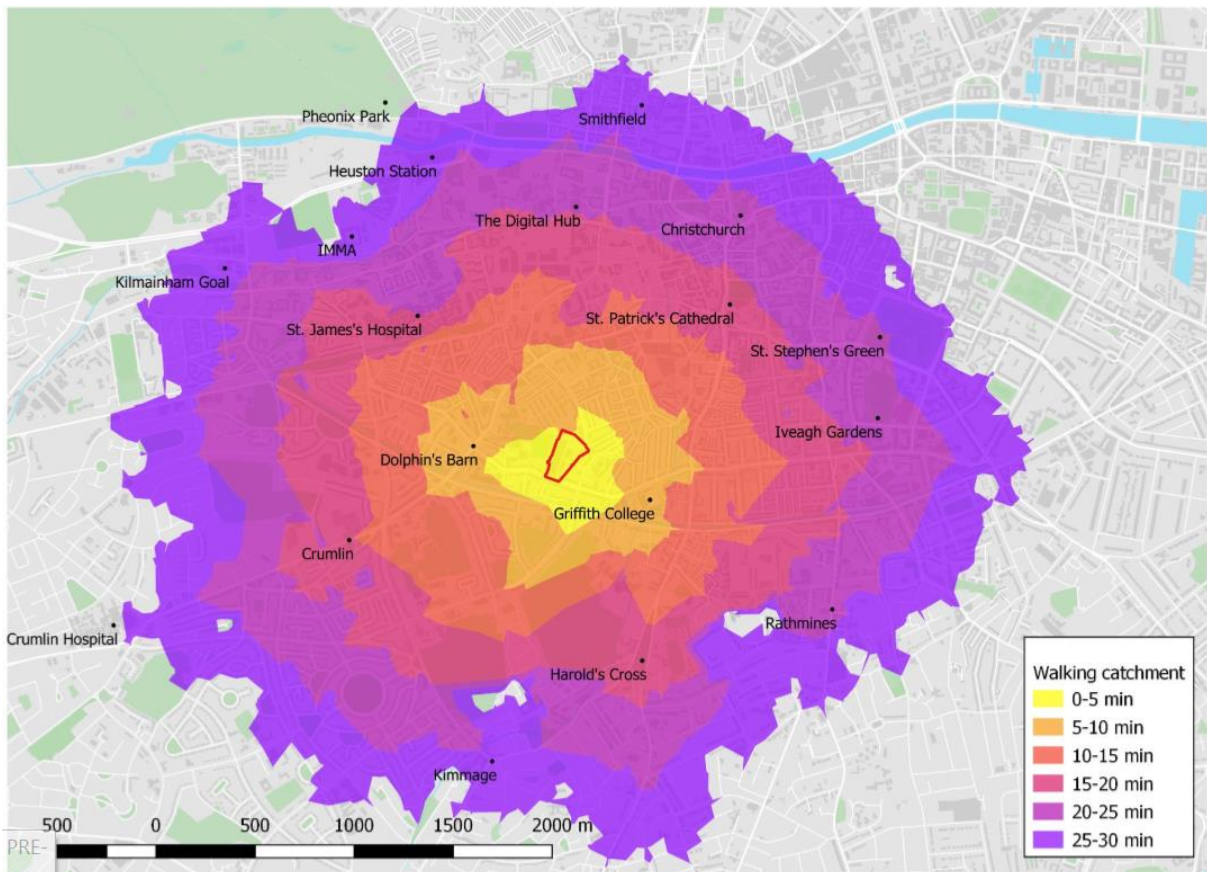 Pheonix Park
Smithfield
Heuston Station
The Digital Hub
Christchurch
IMMA
Kilmainham Goal
St. James's Hospital
St. Patrick's Cathedral
St. Stephen's Green
Iveagh Gardens
Dolphin's Barn
Griffith College
Crumlin
Crumlin Hospital
Rathmines
Harold's Cross
Kimmage
Walking catchment
0-5 min
5-10 min
10-15 min
15-20 min
20-25 min
25-30 min
500 0 500 1000 1500 2000 m
PRE-